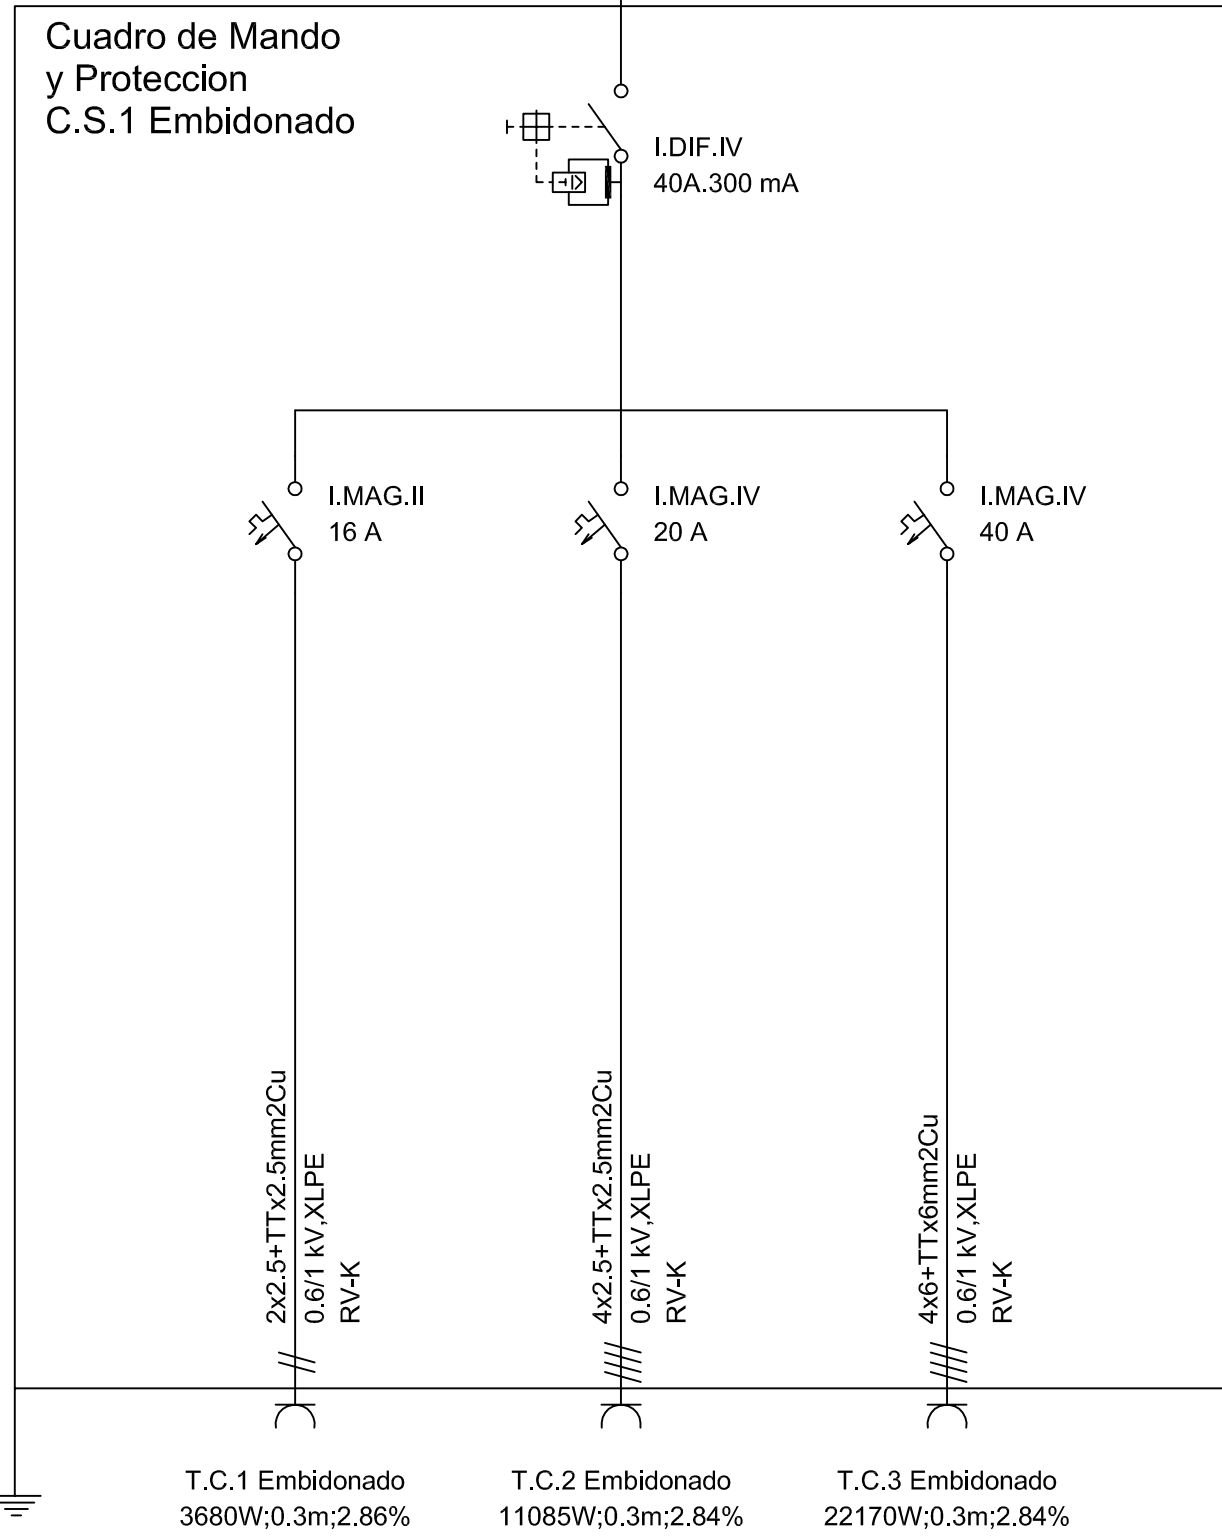 Cuadro de Mando
y Proteccion
C.S.1 Embidonado
I.DIF.IV
40A.300 mA
I.MAG.II
16 A
I.MAG.IV
20 A
I.MAG.IV
40 A
2x2.5+TTx2.5mm2Cu
0.6/1 kV,XLPE
RV-K
4x2.5+TTx2.5mm2Cu
0.6/1 kV,XLPE
RV-K
4x6+TTx6mm2Cu
0.6/1 kV,XLPE
RV-K
T.C.1 Embidonado
3680W;0.3m;2.86%
T.C.2 Embidonado
11085W;0.3m;2.84%
T.C.3 Embidonado
22170W;0.3m;2.84%